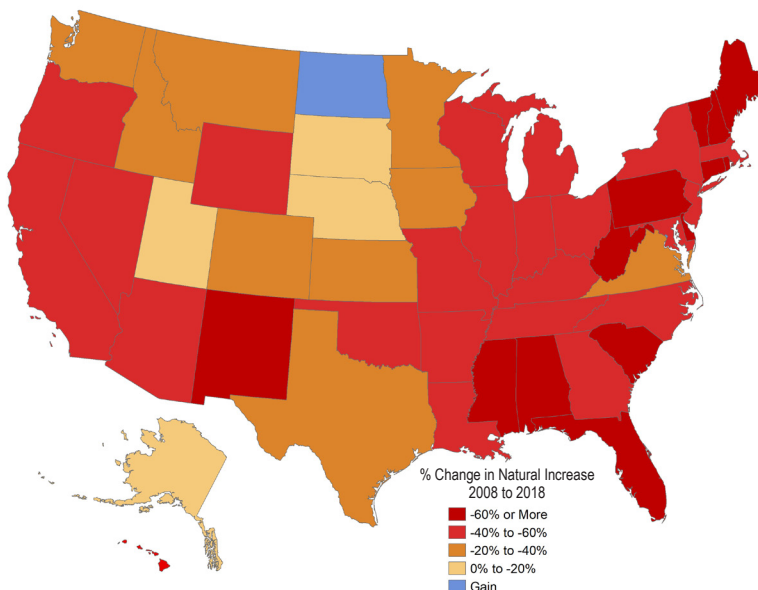 % Change in Natural Increase
2008 to 2018
-60% or More
-40% to -60%
-20% to -40%
0% to -20%
Gain